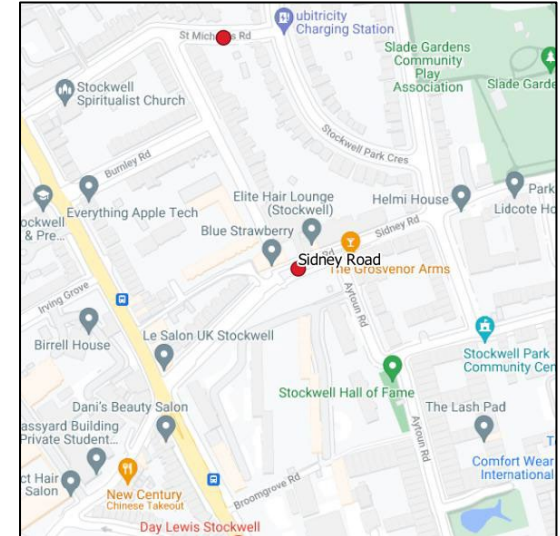 ubitricity
Charging Station
St Mich
s Rd
Slade Gardens
Community
Play
Association
Slade Garde
Stockwell
Spiritualist Church
Stockwell Park Cres
Burnley Rd
Elite Hair Lounge
(Stockwell)
Helmi House
Park
Lidcote Ho
ockwell
& Pre...
Everything Apple Tech
Blue Strawberry
Sidney Rd
Rd
Sidney Road
The Grosvenor Arms
Irving Grove
Aytoun Rd
Birrell House
Le Salon UK Stockwell
Stockwell Park
Community Cen
Stockwell Hall of Fame
Dani's Beauty Salon
The Lash Pad
assyard Building
Private Student...
Aytoun Rd
ct Hair
Salon
New Century
Chinese Takeout
Broomgrove Rd
Comfort Wear
International
Day Lewis Stockwell